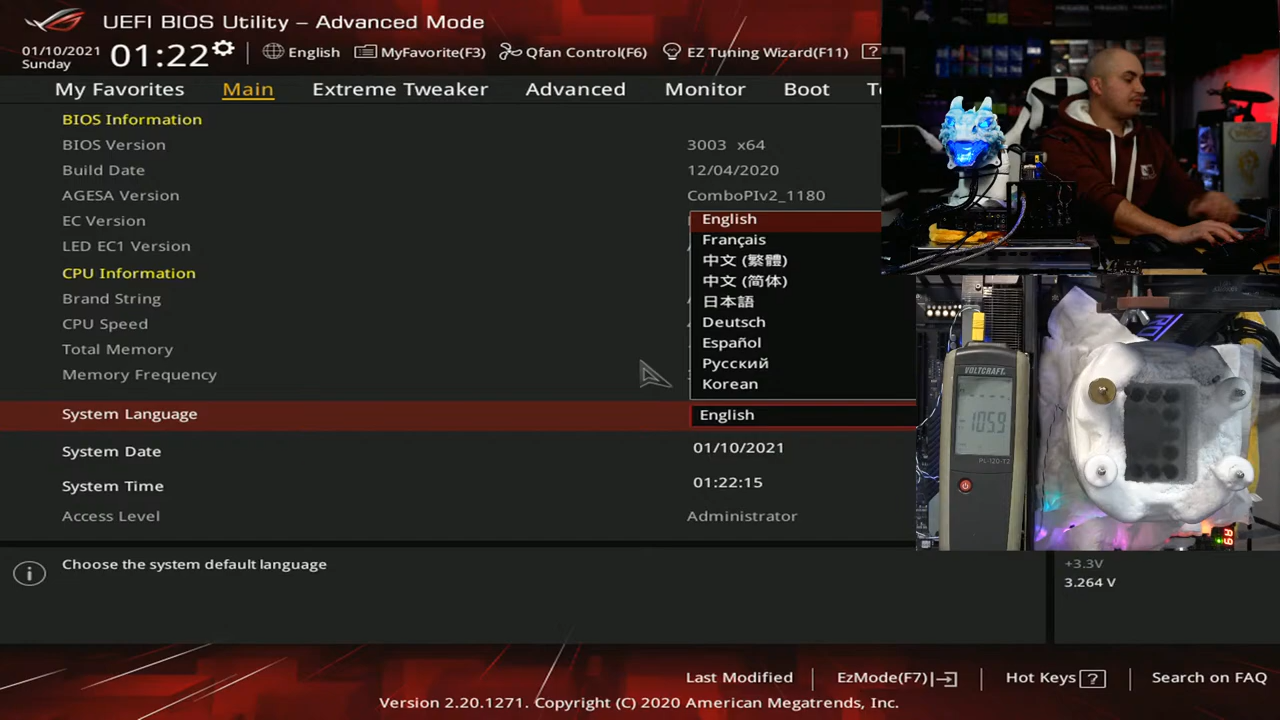 UEFI BIOS Utility – Advanced Mode
01/10/2021
Sunday
01:22
English
MyFavorite(F3)
Qfan Control(F6)
EZ Tuning Wizard(F11)
?
My Favorites
Main
Extreme Tweaker
Advanced
Monitor
Boot
BIOS Information
BIOS Version
3003 x64
Build Date
12/04/2020
AGESA Version
ComboPIv2_1180
EC Version
LED EC1 Version
CPU Information
Brand String
CPU Speed
Total Memory
Memory Frequency
English
Français
中文 (繁體)
中文 (简体)
日本語
Deutsch
Español
Русский
Korean
System Language
English
System Date
01/10/2021
System Time
01:22:15
Access Level
Administrator
VOLTCRAFT
1059
PL-120-T2
A9
Choose the system default language
+3.3V
3.264 V
Last Modified
EzMode(F7)
Hot Keys ?
Search on FAQ
Version 2.20.1271. Copyright (C) 2020 American Megatrends, Inc.